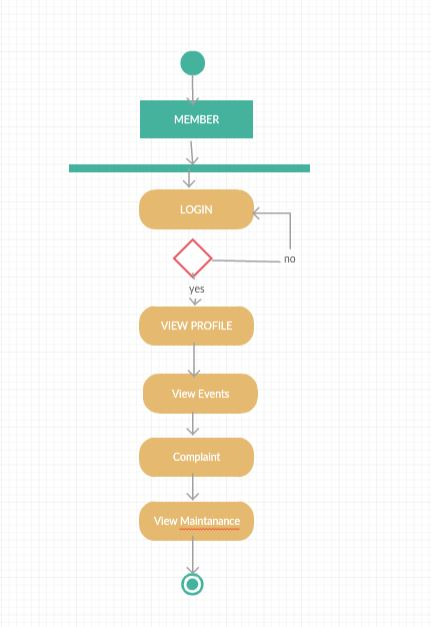 MEMBER
LOGIN
no
yes
VIEW PROFILE
View Events
Complaint
View Maintanance